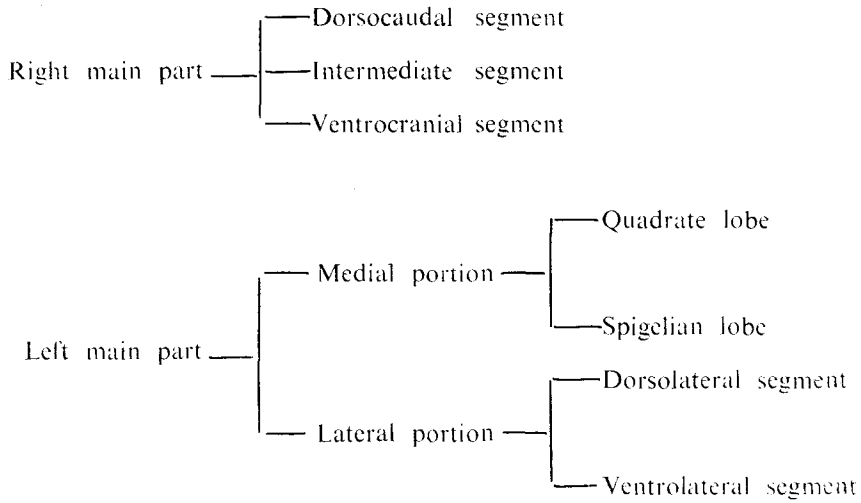 Dorsocaudal segment
Right main part
Intermediate segment
Ventrocranial segment
Quadrate lobe
Medial portion
Spigelian lobe
Left main part
Dorsolateral segment
Lateral portion
Ventrolateral segment